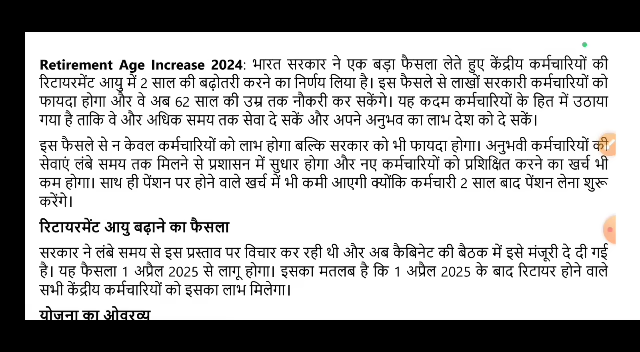 Retirement Age Increase 2024: भारत सरकार ने एक बड़ा फैसला लेते हुए केंद्रीय कर्मचारियों की
रिटायरमेंट आयु में 2 साल की बढ़ोतरी करने का निर्णय लिया है। इस फैसले से लाखों सरकारी कर्मचारियों को
फायदा होगा और वे अब 62 साल की उम्र तक नौकरी कर सकेंगे। यह कदम कर्मचारियों के हित में उठाया
गया है ताकि वे और अधिक समय तक सेवा दे सकें और अपने अनुभव का लाभ देश को दे सकें।
इस फैसले से न केवल कर्मचारियों को लाभ होगा बल्कि सरकार को भी फायदा होगा। अनुभवी कर्मचारियों की
सेवाएं लंबे समय तक मिलने से प्रशासन में सुधार होगा और नए कर्मचारियों को प्रशिक्षित करने का खर्च भी
कम होगा। साथ ही पेंशन पर होने वाले खर्च में भी कमी आएगी क्योंकि कर्मचारी 2 साल बाद पेंशन लेना शुरू
करेंगे।
रिटायरमेंट आयु बढ़ाने का फैसला
सरकार ने लंबे समय से इस प्रस्ताव पर विचार कर रही थी और अब कैबिनेट की बैठक में इसे मंजूरी दे दी गई
है। यह फैसला 1 अप्रैल 2025 से लागू होगा। इसका मतलब है कि 1 अप्रैल 2025 के बाद रिटायर होने वाले
सभी केंद्रीय कर्मचारियों को इसका लाभ मिलेगा।
योजना का ओवरव्यू